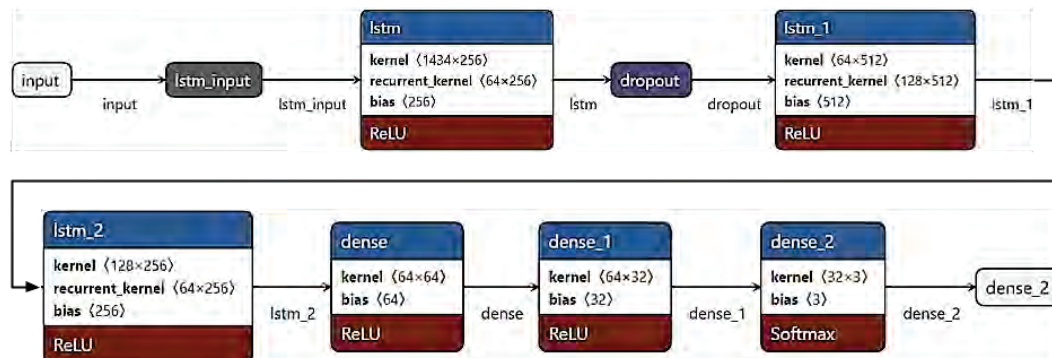 input
input
lstm_input
lstm_input
lstm
kernel ⟨1434×256⟩
recurrent_kernel ⟨64×256⟩
bias ⟨256⟩
ReLU
lstm
dropout
dropout
lstm_1
kernel ⟨64×512⟩
recurrent_kernel ⟨128×512⟩
bias ⟨512⟩
ReLU
lstm_1
lstm_2
kernel ⟨128×256⟩
recurrent_kernel ⟨64×256⟩
bias ⟨256⟩
ReLU
lstm_2
dense
kernel ⟨64×64⟩
bias ⟨64⟩
ReLU
dense
dense_1
kernel ⟨64×32⟩
bias ⟨32⟩
ReLU
dense_1
dense_2
kernel ⟨32×3⟩
bias ⟨3⟩
Softmax
dense_2
dense_2